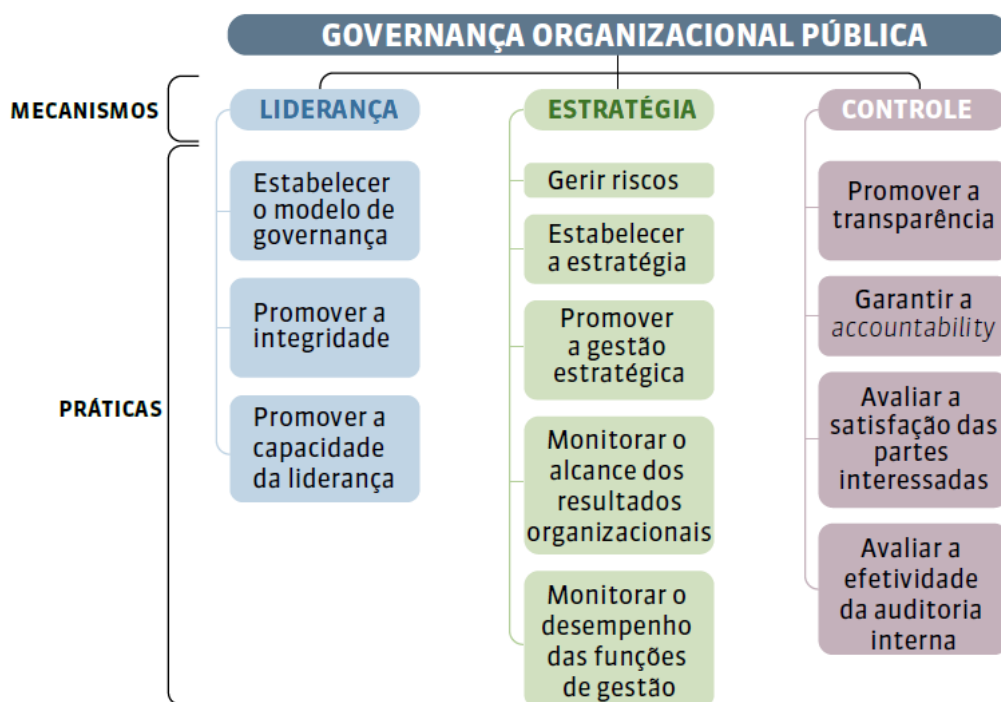 GOVERNANÇA ORGANIZACIONAL PÚBLICA
MECANISMOS
LIDERANÇA
ESTRATÉGIA
CONTROLE
PRÁTICAS
Estabelecer
o modelo de
governança
Promover a
integridade
Promover a
capacidade
da liderança
Gerir riscos
Estabelecer
a estratégia
Promover
a gestão
estratégica
Monitorar o
alcance dos
resultados
organizacionais
Monitorar o
desempenho
das funções
de gestão
Promover a
transparência
Garantir a
accountability
Avaliar a
satisfação das
partes
interessadas
Avaliar a
efetividade
da auditoria
interna